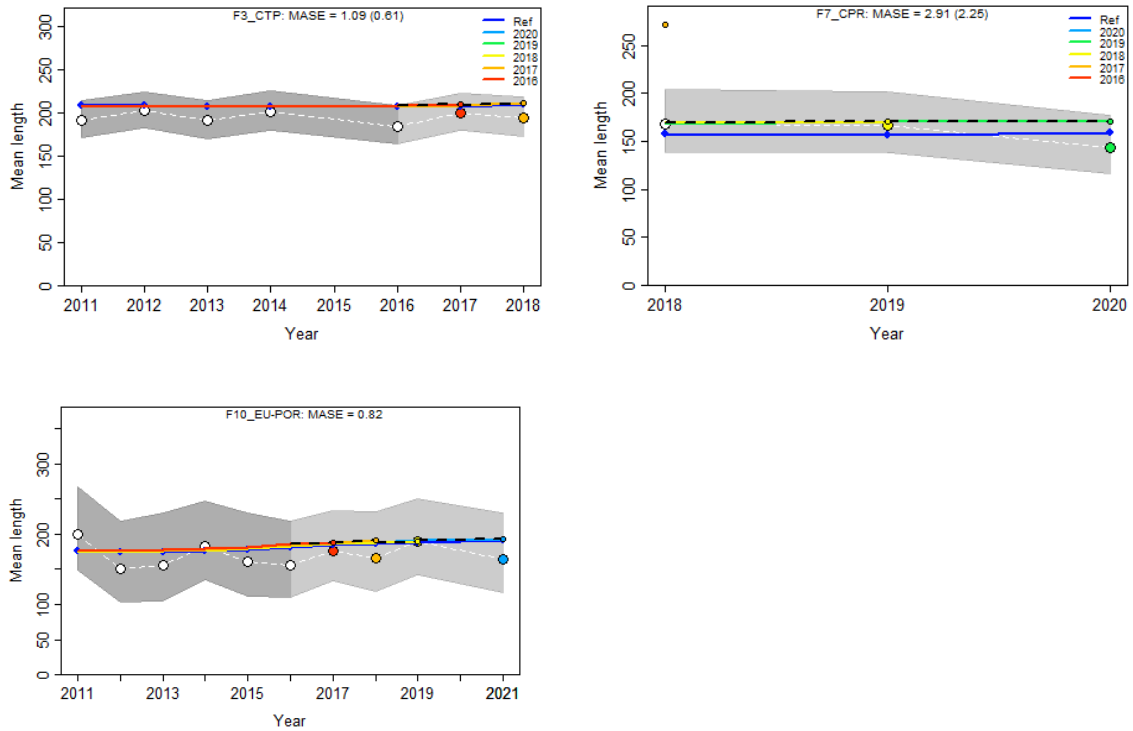 F3_CTP: MASE = 1.09 (0.61)
Ref
2020
2019
2018
2017
2016
300
250
200
150
100
50
0
Mean length
2011 2012 2013 2014 2015 2016 2017 2018
Year
F7_CPR: MASE = 2.91 (2.25)
Ref
2020
2019
2018
2017
2016
250
200
150
100
50
0
Mean length
2018 2019 2020
Year
F10_EU-POR: MASE = 0.82
300
200
100
50
0
Mean length
2011 2013 2015 2017 2019 2021
Year